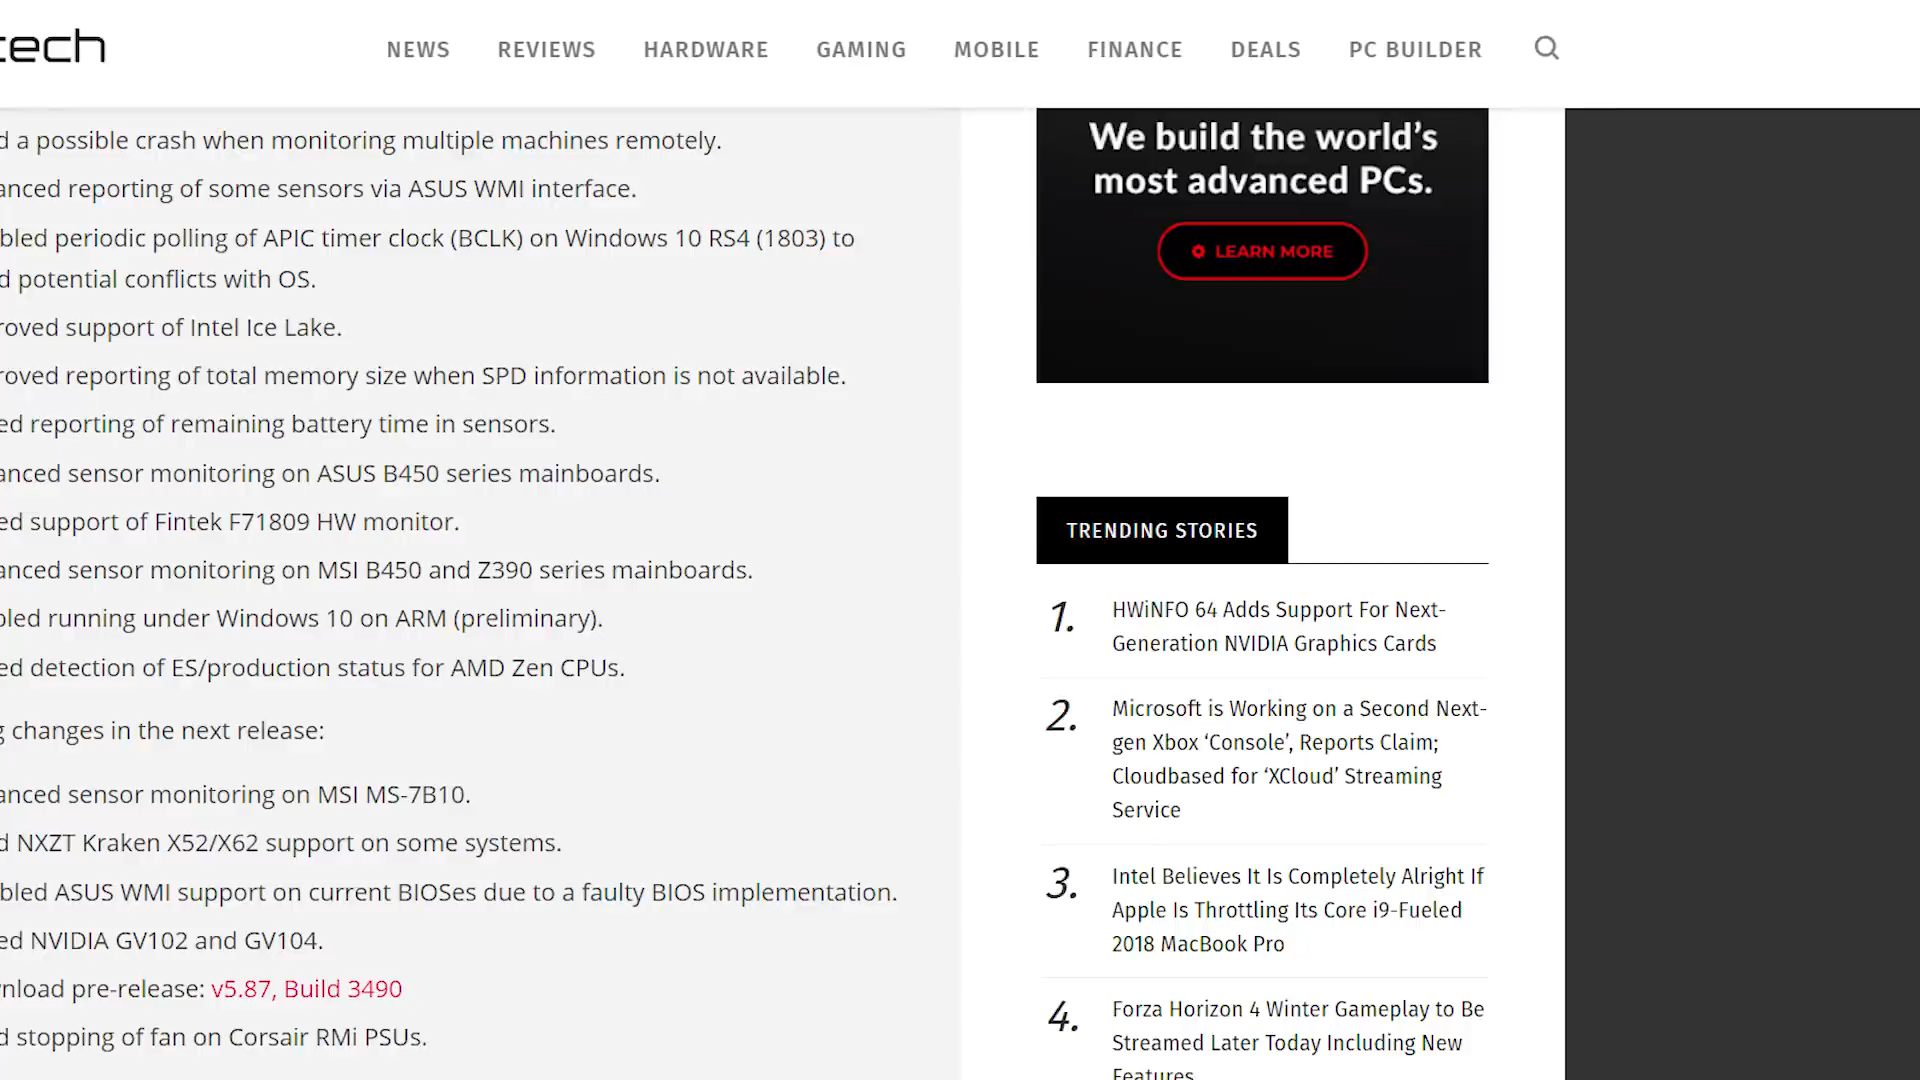 tech
NEWS REVIEWS HARDWARE GAMING MOBILE FINANCE DEALS PC BUILDER
d a possible crash when monitoring multiple machines remotely.
anced reporting of some sensors via ASUS WMI interface.
bled periodic polling of APIC timer clock (BCLK) on Windows 10 RS4 (1803) to
d potential conflicts with OS.
roved support of Intel Ice Lake.
roved reporting of total memory size when SPD information is not available.
ed reporting of remaining battery time in sensors.
anced sensor monitoring on ASUS B450 series mainboards.
ed support of Fintek F71809 HW monitor.
anced sensor monitoring on MSI B450 and Z390 series mainboards.
bled running under Windows 10 on ARM (preliminary).
ed detection of ES/production status for AMD Zen CPUs.
g changes in the next release:
anced sensor monitoring on MSI MS-7B10.
d NXZT Kraken X52/X62 support on some systems.
bled ASUS WMI support on current BIOSes due to a faulty BIOS implementation.
ed NVIDIA GV102 and GV104.
nload pre-release: v5.87, Build 3490
d stopping of fan on Corsair RMi PSUs.
We build the world's
most advanced PCs.
LEARN MORE
TRENDING STORIES
1. HWiNFO 64 Adds Support For Next-
Generation NVIDIA Graphics Cards
2. Microsoft is Working on a Second Next-
gen Xbox ‘Console’, Reports Claim;
Cloudbased for ‘XCloud’ Streaming
Service
3. Intel Believes It Is Completely Alright If
Apple Is Throttling Its Core i9-Fueled
2018 MacBook Pro
4. Forza Horizon 4 Winter Gameplay to Be
Streamed Later Today Including New
Features